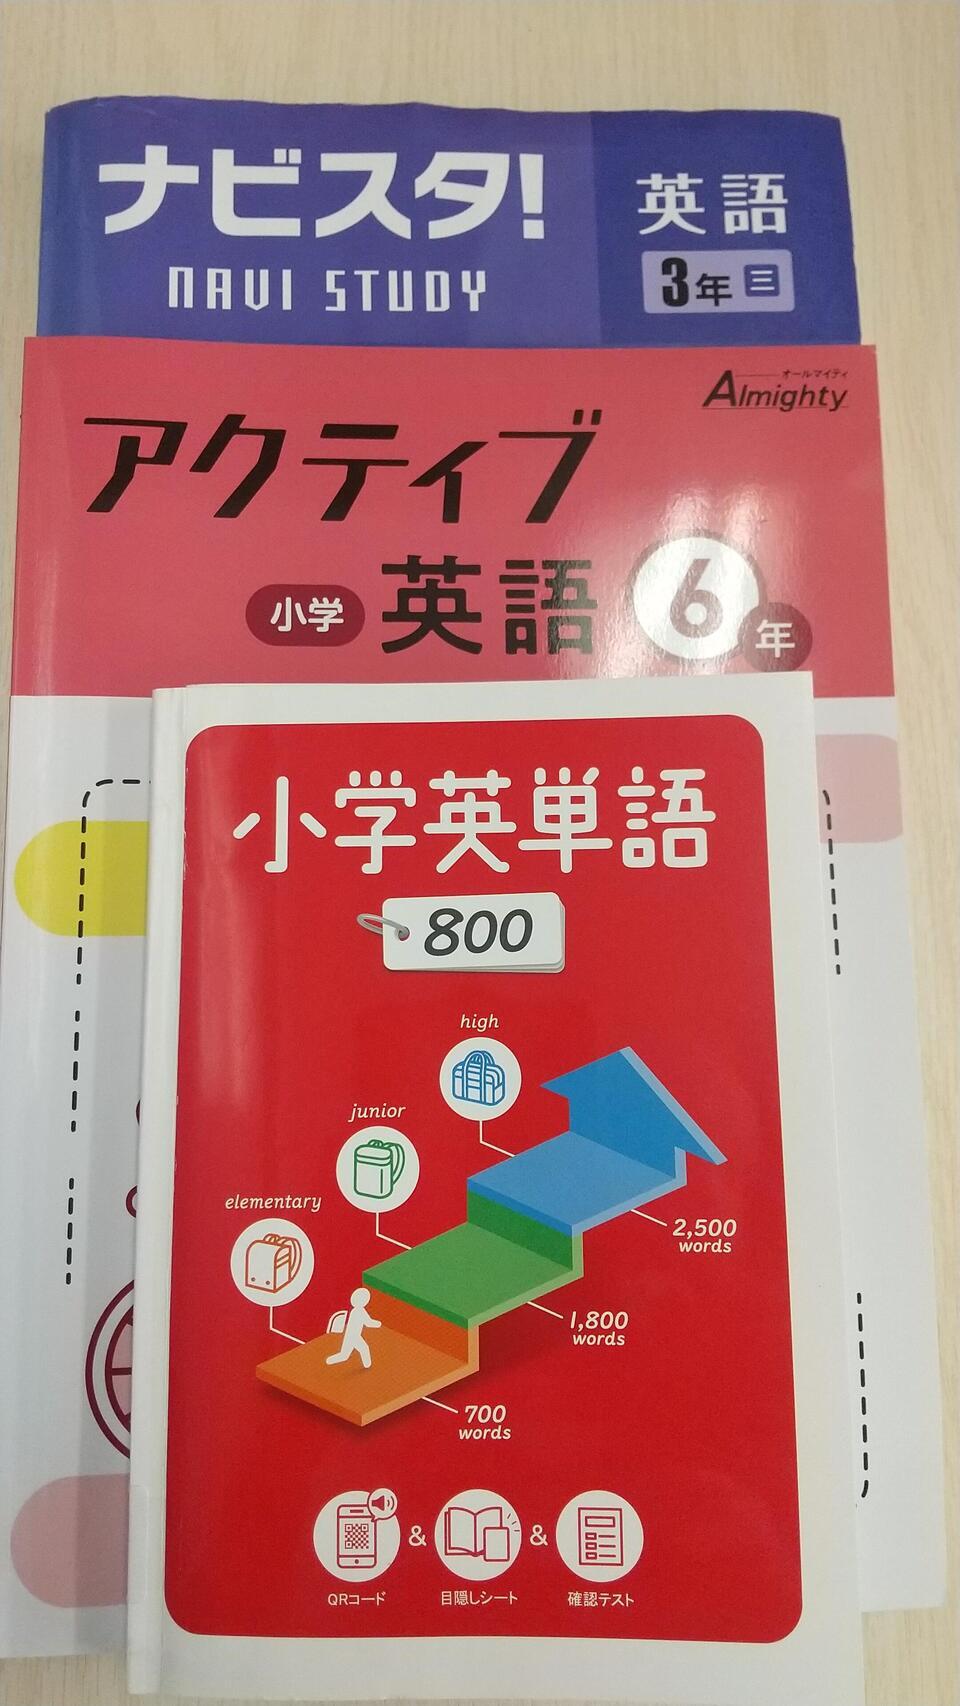 ナビスタ!
NAVI STUDY
英語
3年 三
オールマイティ
Almighty
アクティブ
小学 英語 6年
小学英単語
800
high
junior
elementary
2,500
words
1,800
words
700
words
& &
QRコード 目隠しシート 確認テスト